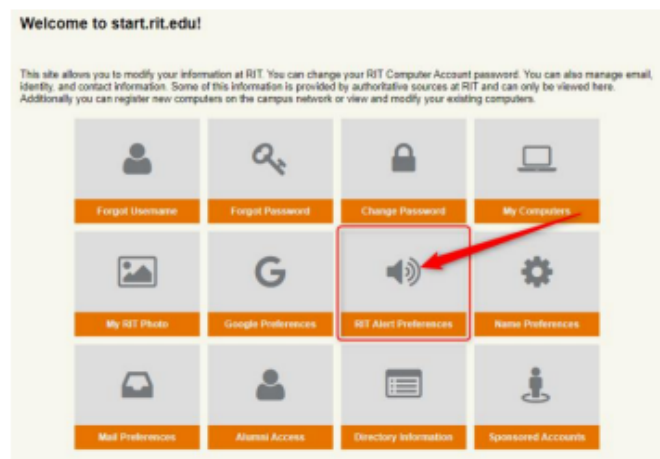 Welcome to start.rit.edu!
This site allows you to modify your information at RIT. You can change your RIT Computer Account password. You can also manage email,
identity, and contact information. Some of this information is provided by authoritative sources at RIT and can only be viewed here.
Additionally you can register new computers on the campus network or view and modify your existing computers.
Forgot Username
Forgot Password
Change Password
My Computers
My RIT Photo
Google Preferences
RIT Alert Preferences
Name Preferences
Mail Preferences
Alumni Access
Directory Information
Sponsored Accounts